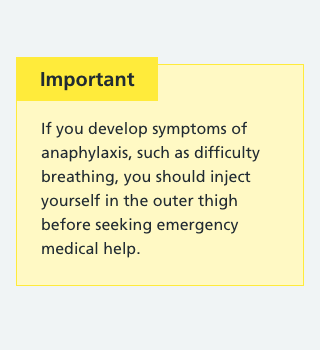 Important
If you develop symptoms of
anaphylaxis, such as difficulty
breathing, you should inject
yourself in the outer thigh
before seeking emergency
medical help.